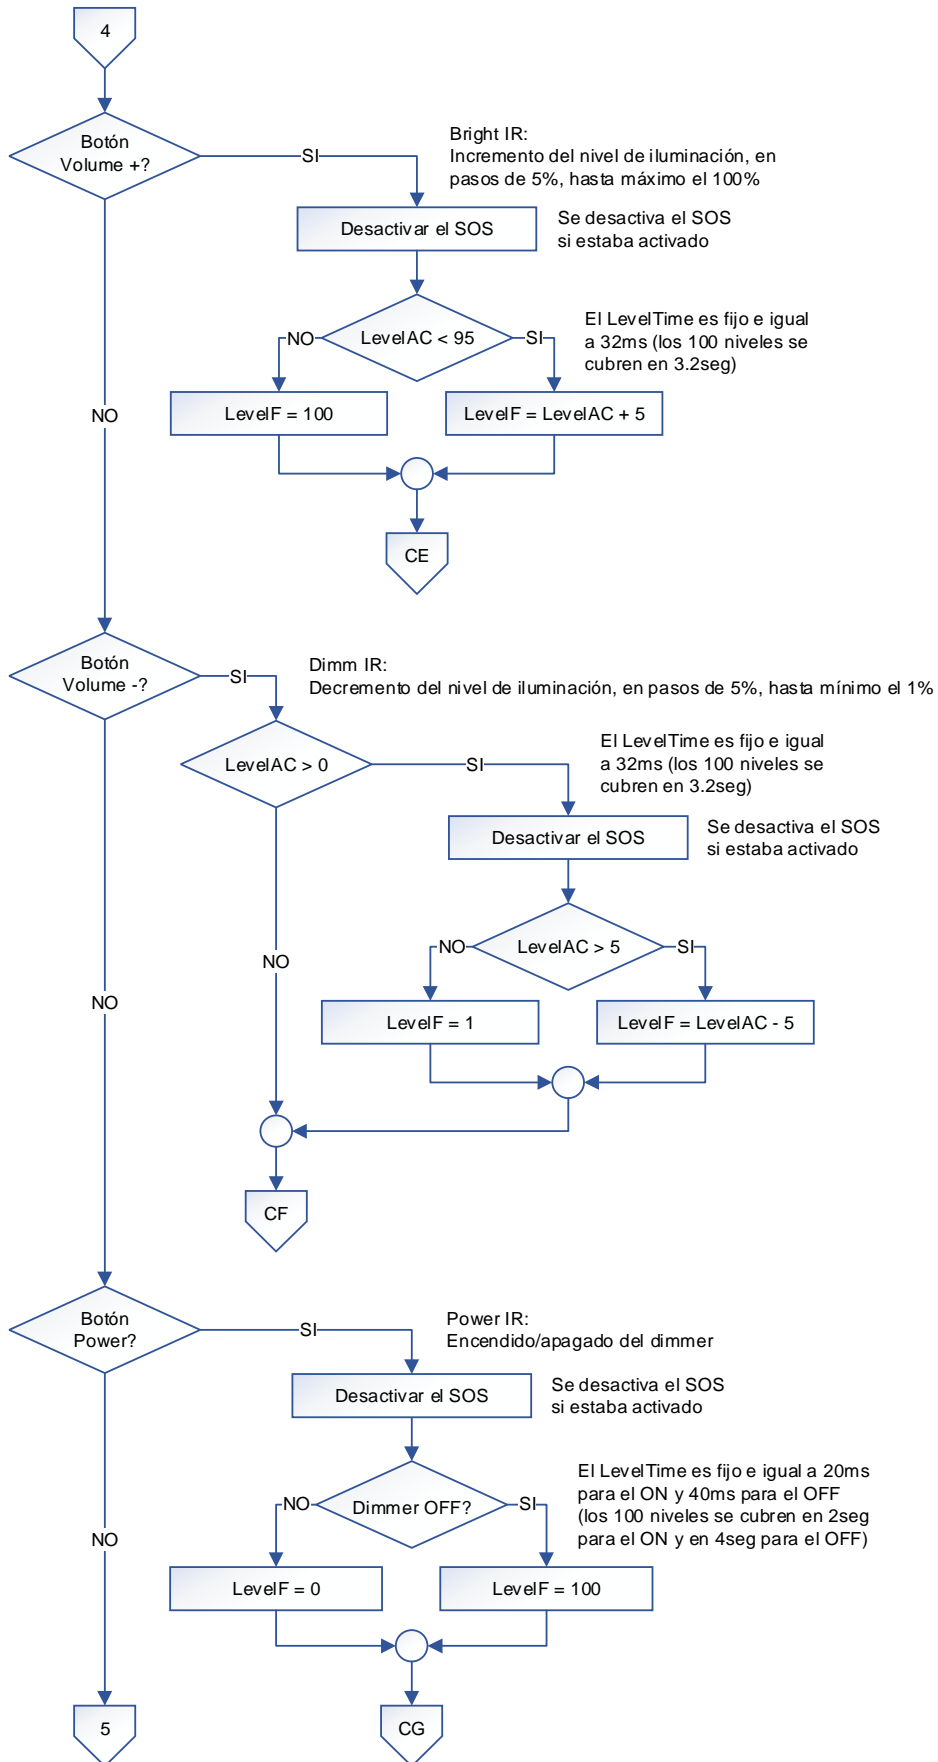 4
Botón
Volume +?
SI
Bright IR:
Incremento del nivel de iluminación, en
pasos de 5%, hasta máximo el 100%
Desactivar el SOS
Se desactiva el SOS
si estaba activado
LevelAC < 95
NO
SI
El LevelTime es fijo e igual
a 32ms (los 100 niveles se
cubren en 3.2seg)
LevelF = 100
LevelF = LevelAC + 5
NO
CE
Botón
Volume -?
SI
Dimm IR:
Decremento del nivel de iluminación, en pasos de 5%, hasta mínimo el 1%
LevelAC > 0
SI
El LevelTime es fijo e igual
a 32ms (los 100 niveles se
cubren en 3.2seg)
Desactivar el SOS
Se desactiva el SOS
si estaba activado
LevelAC > 5
NO
SI
NO
NO
LevelF = 1
LevelF = LevelAC - 5
CF
Botón
Power?
SI
Power IR:
Encendido/apagado del dimmer
Desactivar el SOS
Se desactiva el SOS
si estaba activado
Dimmer OFF?
NO
SI
El LevelTime es fijo e igual a 20ms
para el ON y 40ms para el OFF
(los 100 niveles se cubren en 2seg
para el ON y en 4seg para el OFF)
NO
LevelF = 0
LevelF = 100
5
CG